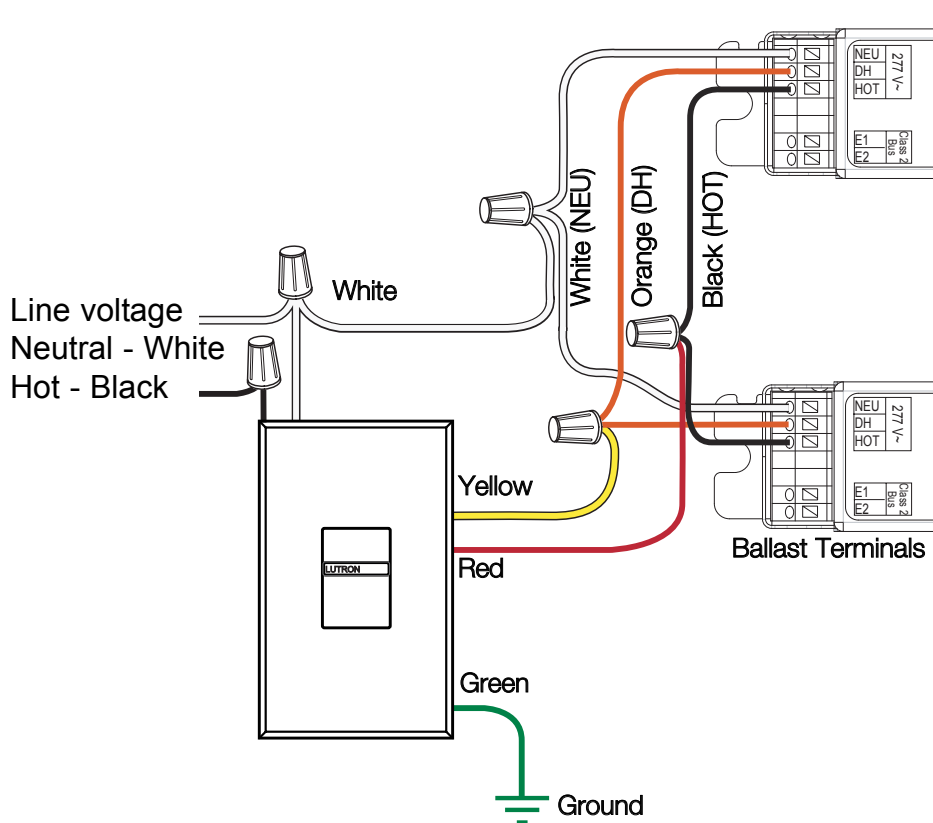 NEU
DH
HOT
277 V~
E1
E2
Class 2
Bus
White (NEU)
Orange (DH)
Black (HOT)
White
Line voltage
Neutral - White
Hot - Black
NEU
DH
HOT
277 V~
E1
E2
Class 2
Bus
Yellow
Ballast Terminals
LUTRON
Red
Green
Ground